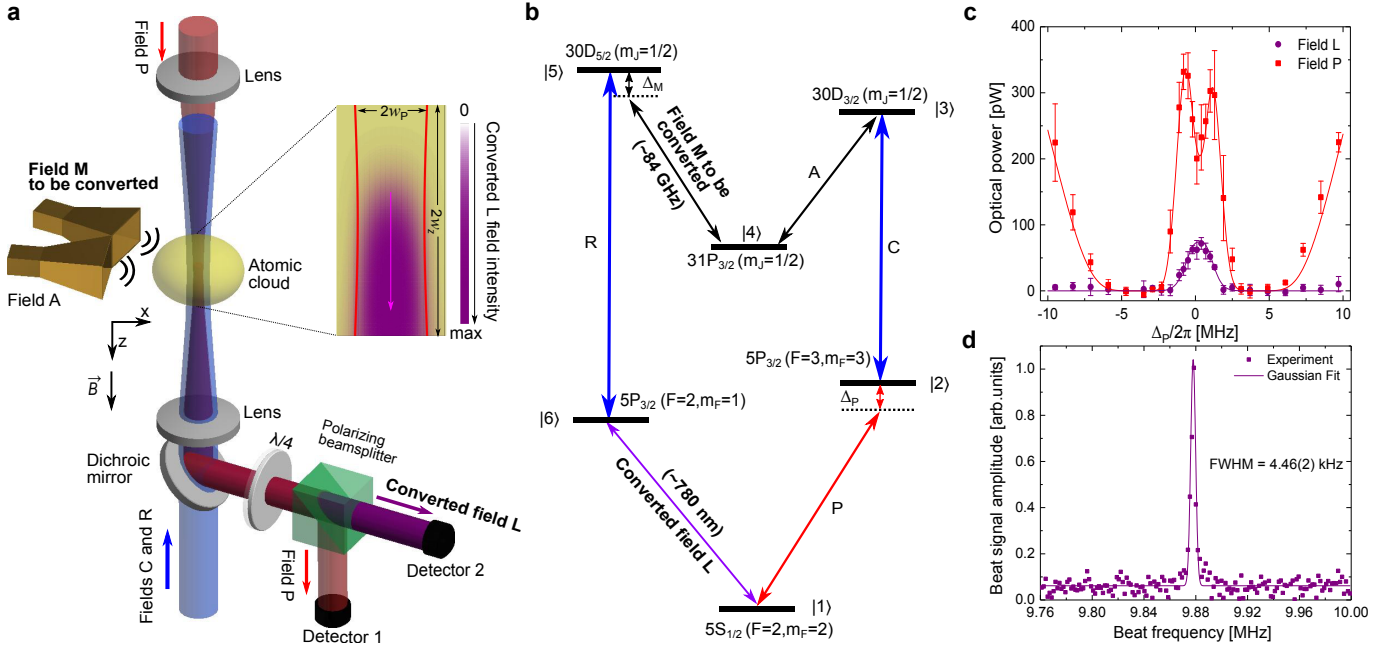 a
Field P
Lens
Field M
to be converted
Field A
Atomic
cloud
x
z
B⃗
Lens
Dichroic
mirror
λ/4
Polarizing
beamsplitter
Converted field L
Field P
Detector 2
Detector 1
Fields C and R
2w_P
2w_z
0
Converted L field intensity
max
b
30D5/2 (mJ=1/2)
|5⟩
Δ_M
30D3/2 (mJ=1/2)
|3⟩
Field M to be
converted
(~84 GHz)
A
|4⟩
31P3/2 (mJ=1/2)
R
C
5P3/2 (F=3,mF=3)
|2⟩
Δ_P
5P3/2 (F=2,mF=1)
|6⟩
(~780 nm)
Converted field L
P
|1⟩
5S1/2 (F=2,mF=2)
c
Optical power [pW]
400
300
200
100
0
Field L
Field P
-10 -5 0 5 10
Δ_P/2π [MHz]
d
Beat signal amplitude [arb.units]
1.0
0.8
0.6
0.4
0.2
0.0
Experiment
Gaussian Fit
FWHM = 4.46(2) kHz
9.76 9.80 9.84 9.88 9.92 9.96 10.00
Beat frequency [MHz]